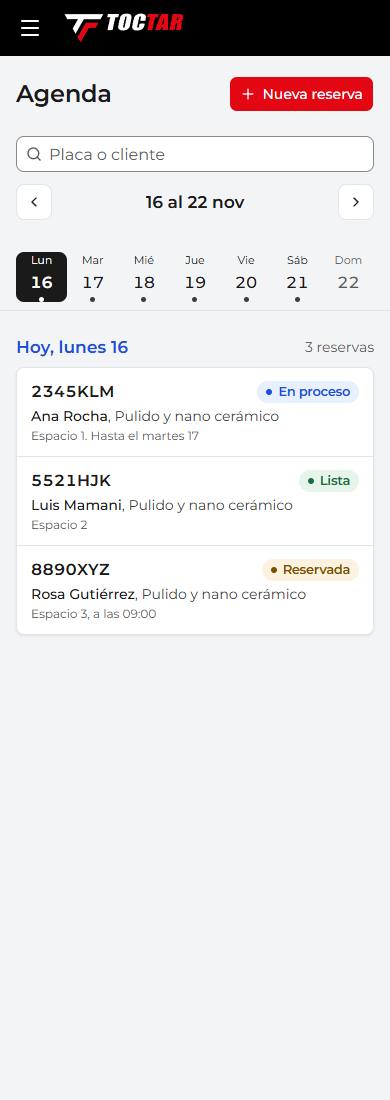 TOCTAR
Agenda
Nueva reserva
Placa o cliente
16 al 22 nov
Lun Mar Mié Jue Vie Sáb Dom
16 17 18 19 20 21 22
Hoy, lunes 16 3 reservas
2345KLM En proceso
Ana Rocha, Pulido y nano cerámico
Espacio 1. Hasta el martes 17
5521HJK Lista
Luis Mamani, Pulido y nano cerámico
Espacio 2
8890XYZ Reservada
Rosa Gutiérrez, Pulido y nano cerámico
Espacio 3, a las 09:00